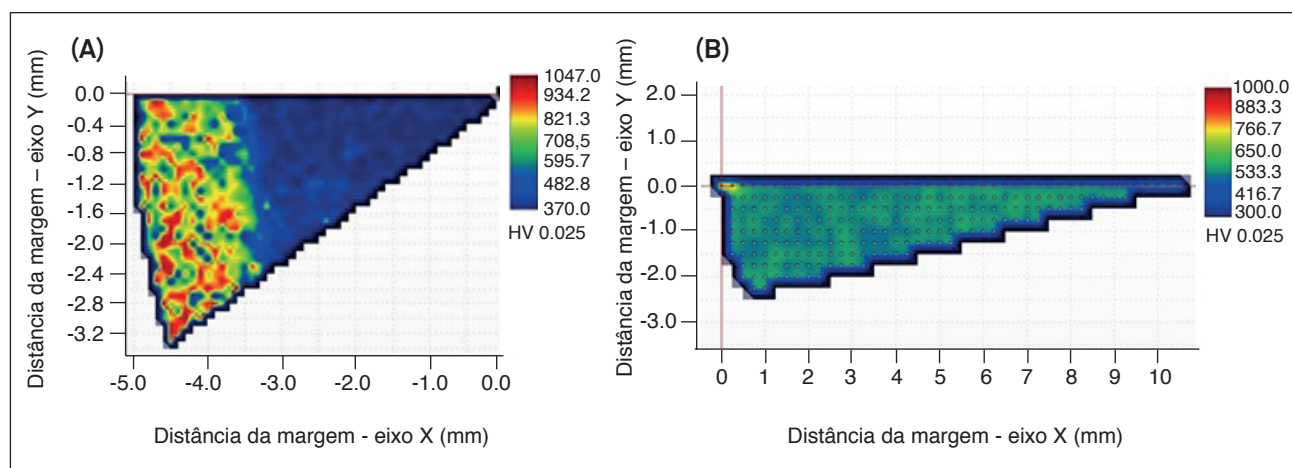 (A)
Distância da margem – eixo Y (mm)
0.0
-0.4
-0.8
-1.2
-1.6
-2.0
-2.4
-2.8
-3.2
-5.0 -4.0 -3.0 -2.0 -1.0 0.0
Distância da margem - eixo X (mm)
1047.0
934.2
821.3
708,5
595.7
482.8
370.0
HV 0.025
(B)
Distância da margem – eixo Y (mm)
2.0
1.0
0.0
-1.0
-2.0
-3.0
0 1 2 3 4 5 6 7 8 9 10
Distância da margem - eixo X (mm)
1000.0
883.3
766.7
650.0
533.3
416.7
300.0
HV 0.025